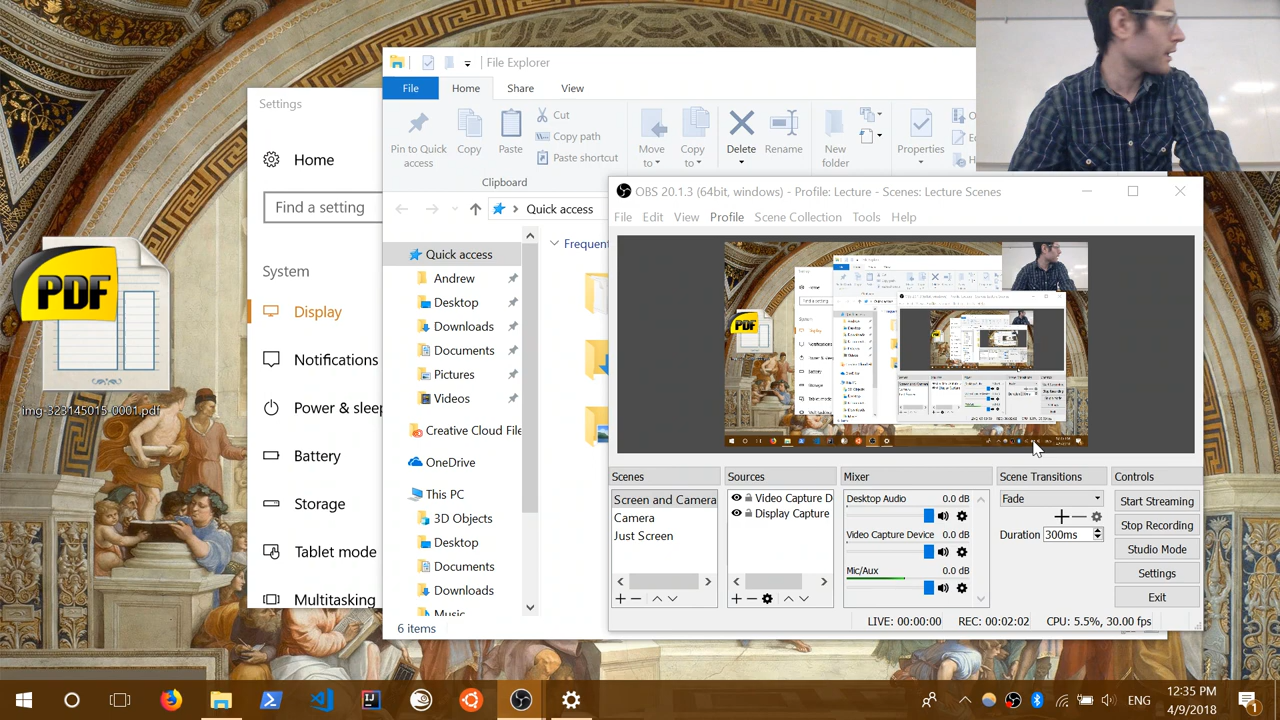 File Explorer
File Home Share View
Pin to Quick access
Copy
Paste
Cut
Copy path
Paste shortcut
Clipboard
Move to
Copy to
Delete
Rename
New folder
Properties
Quick access
Settings
Home
Find a setting
System
Display
Notifications
Power & sleep
Battery
Storage
Tablet mode
Multitasking
PDF
img-323145015-0001.pdf
Quick access
Andrew
Desktop
Downloads
Documents
Pictures
Videos
Creative Cloud File
OneDrive
This PC
3D Objects
Desktop
Documents
Downloads
Music
6 items
Frequent
OBS 20.1.3 (64bit, windows) - Profile: Lecture - Scenes: Lecture Scenes
File Edit View Profile Scene Collection Tools Help
Scenes
Screen and Camera
Camera
Just Screen
Sources
Video Capture D
Display Capture
Mixer
Desktop Audio 0.0 dB
Video Capture Device 0.0 dB
Mic/Aux 0.0 dB
Scene Transitions
Fade
Duration 300ms
Controls
Start Streaming
Stop Recording
Studio Mode
Settings
Exit
LIVE: 00:00:00 REC: 00:02:02 CPU: 5.5%, 30.00 fps
ENG
12:35 PM
4/9/2018
1